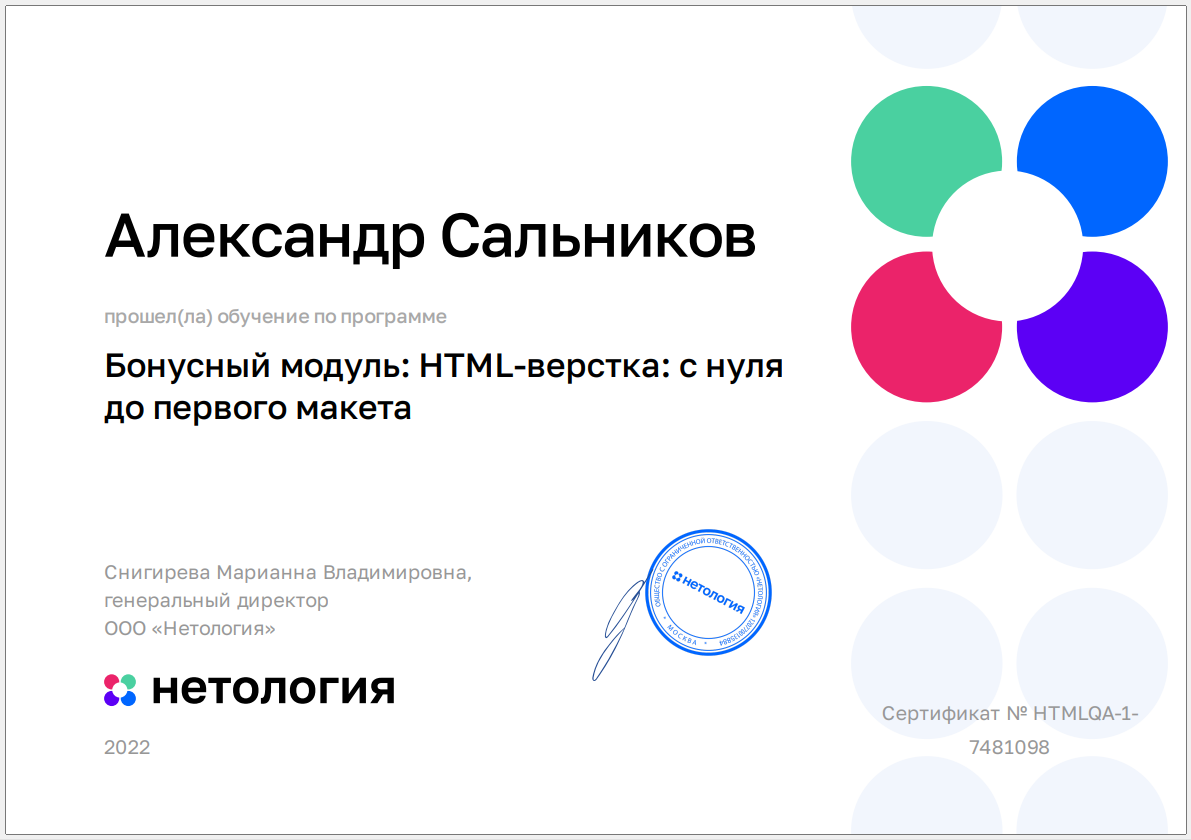 Александр Сальников
прошел(ла) обучение по программе
Бонусный модуль: HTML-верстка: с нуля
до первого макета
Снигирева Марианна Владимировна,
генеральный директор
ООО «Нетология»
ОБЩЕСТВО С ОГРАНИЧЕННОЙ ОТВЕТСТВЕННОСТЬЮ «НЕТОЛОГИЯ»
нетология
* МОСКВА *
нетология
2022
Сертификат № HTMLQA-1-
7481098